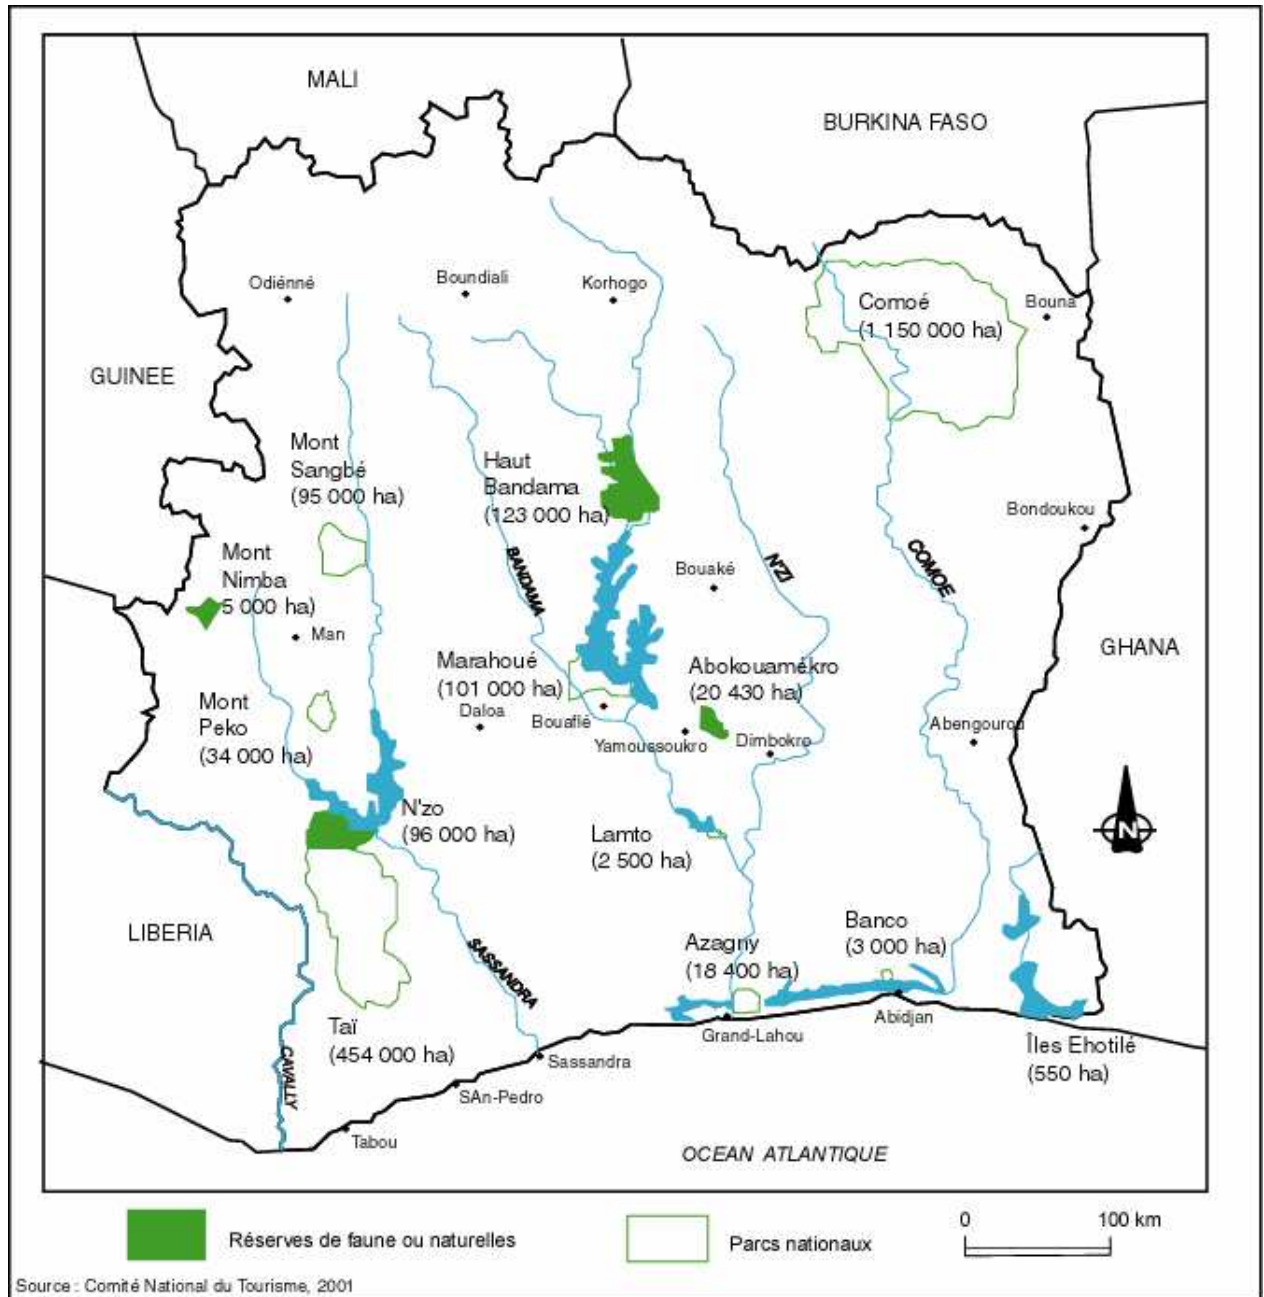 MALI
BURKINA FASO
Odiénné
Boundiali
Korhogo
Comoé
(1 150 000 ha)
Bouna
GUINEE
Mont
Sangbé
(95 000 ha)
Haut
Bandama
(123 000 ha)
Bondoukou
Mont
Nimba
5 000 ha)
BANDAMA
Bouaké
N'ZI
COMOE
Man
GHANA
Marahoué
(101 000 ha)
Abokouamékro
(20 430 ha)
Mont
Peko
(34 000 ha)
Daloa
Bouaflé
Yamoussoukro
Dimbokro
Abengourou
N'zo
(96 000 ha)
Lamto
(2 500 ha)
N
LIBERIA
SASSANDRA
Azagny
(18 400 ha)
Banco
(3 000 ha)
Taï
(454 000 ha)
Grand-Lahou
Abidjan
Îles Ehotilé
(550 ha)
CAVALLY
Sassandra
SAn-Pedro
Tabou
OCEAN ATLANTIQUE
Réserves de faune ou naturelles
Parcs nationaux
0 100 km
Source : Comité National du Tourisme, 2001